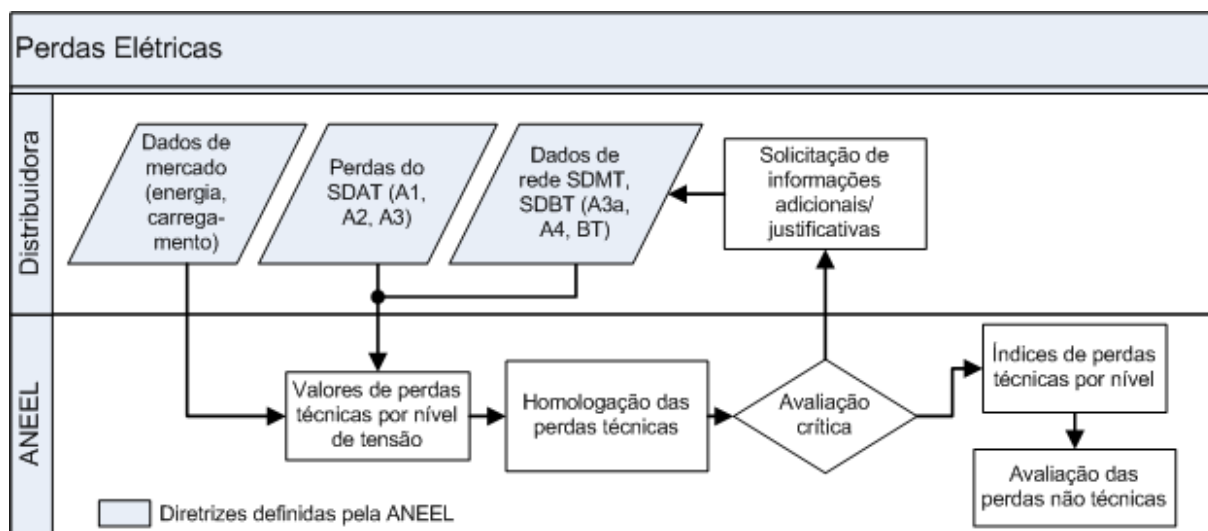 Perdas Elétricas
Distribuidora
Dados de
mercado
(energia,
carrega-
mento)
Perdas do
SDAT (A1,
A2, A3)
Dados de
rede SDMT,
SDBT (A3a,
A4, BT)
Solicitação de
informações
adicionais/
justificativas
ANEEL
Valores de perdas
técnicas por nível
de tensão
Homologação das
perdas técnicas
Avaliação
crítica
Índices de perdas
técnicas por nível
Avaliação das
perdas não técnicas
Diretrizes definidas pela ANEEL